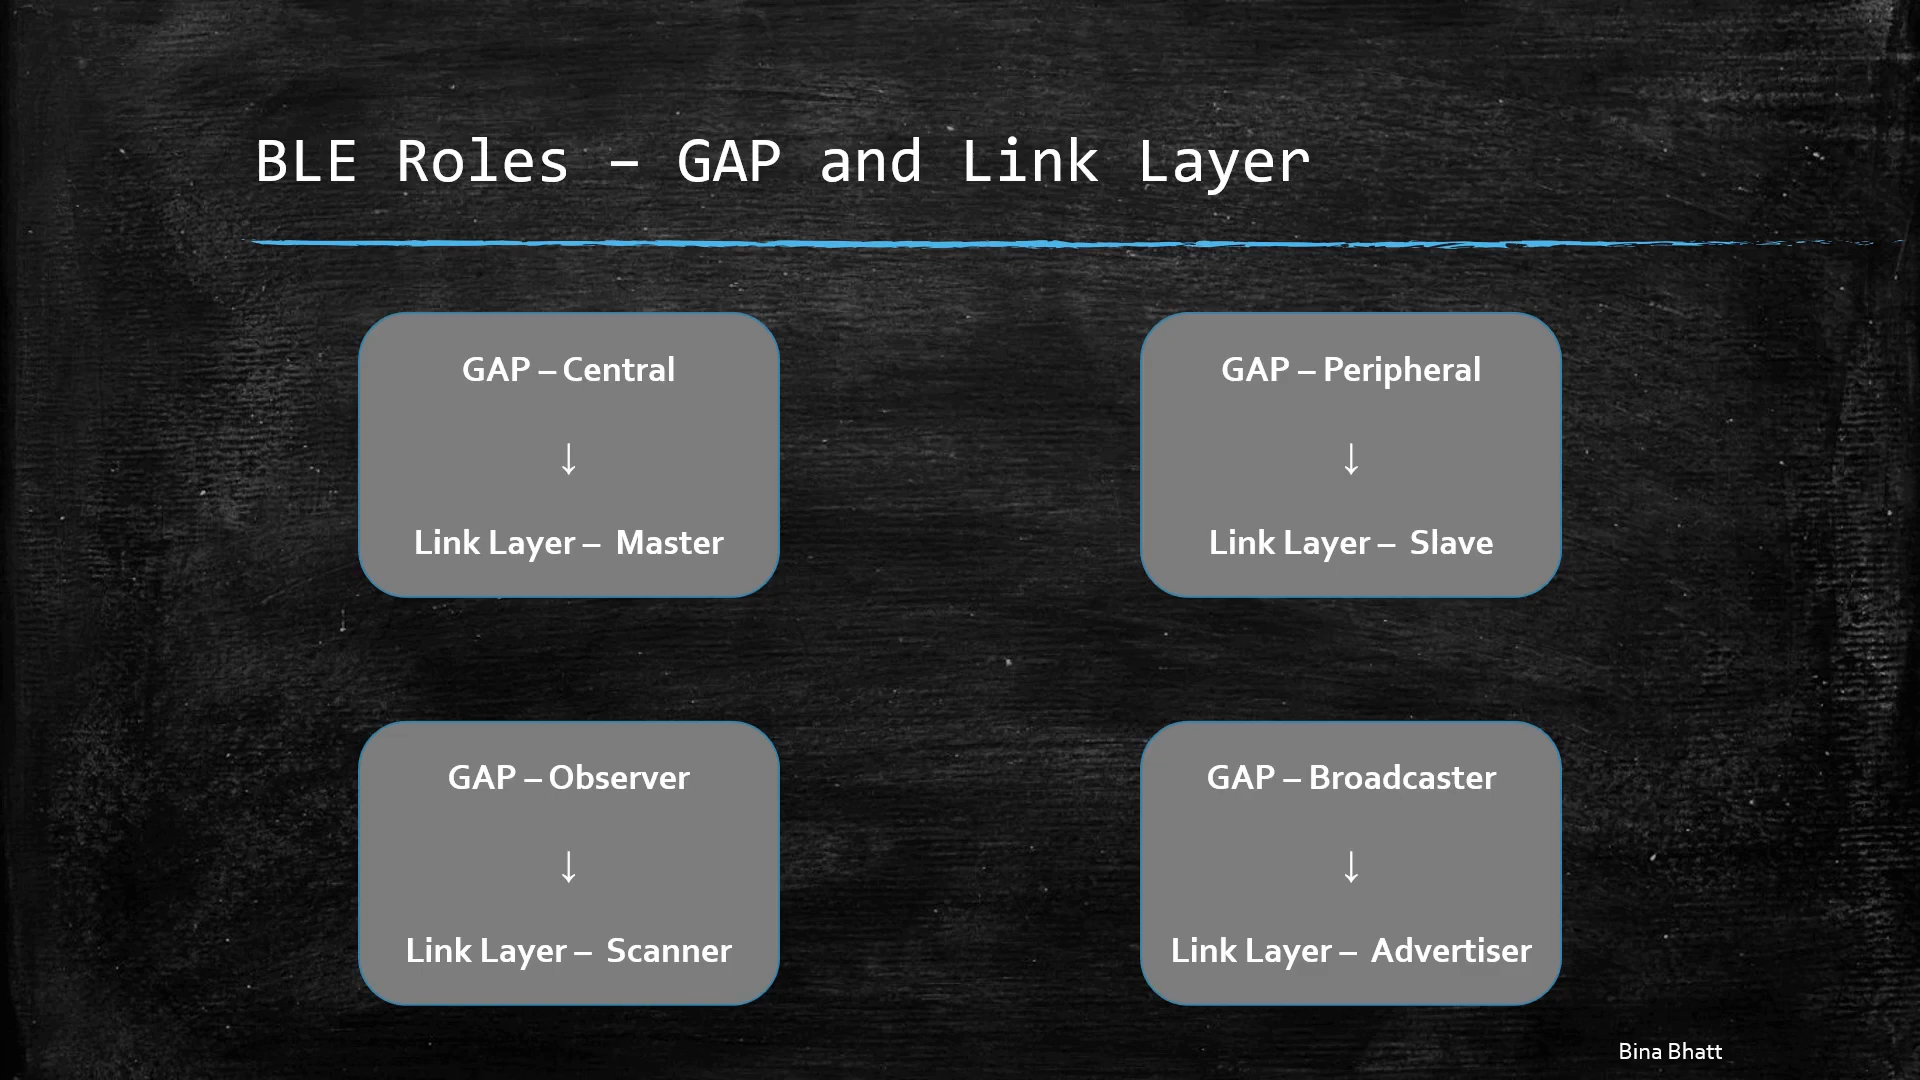 BLE Roles – GAP and Link Layer
GAP – Central
↓
Link Layer – Master
GAP – Peripheral
↓
Link Layer – Slave
GAP – Observer
↓
Link Layer – Scanner
GAP – Broadcaster
↓
Link Layer – Advertiser
Bina Bhatt